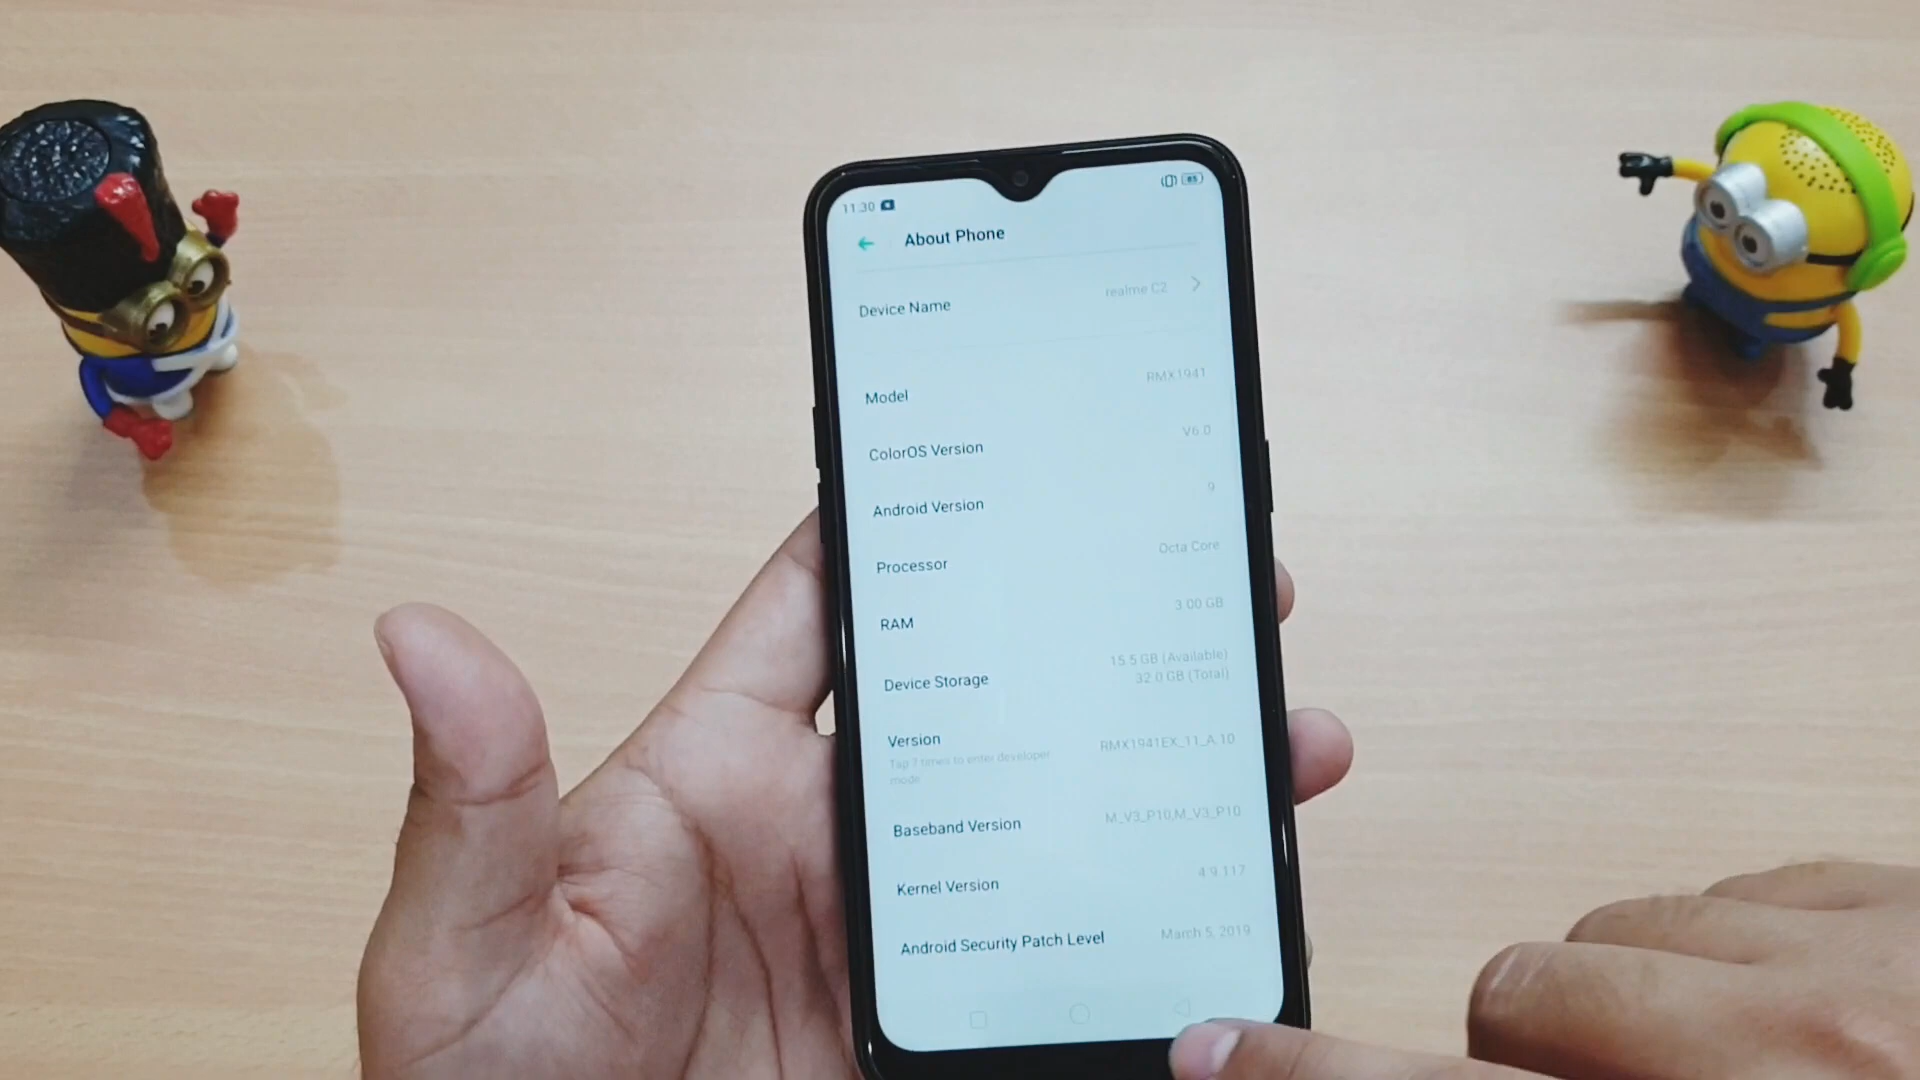 11:30
85
About Phone
Device Name
realme C2
Model
RMX1941
ColorOS Version
V6.0
Android Version
9
Processor
Octa Core
RAM
3.00 GB
Device Storage
15.5 GB (Available)
32.0 GB (Total)
Version
RMX1941EX_11_A.10
Tap 7 times to enter developer
mode
Baseband Version
M_V3_P10,M_V3_P10
Kernel Version
4.9.117
Android Security Patch Level
March 5, 2019